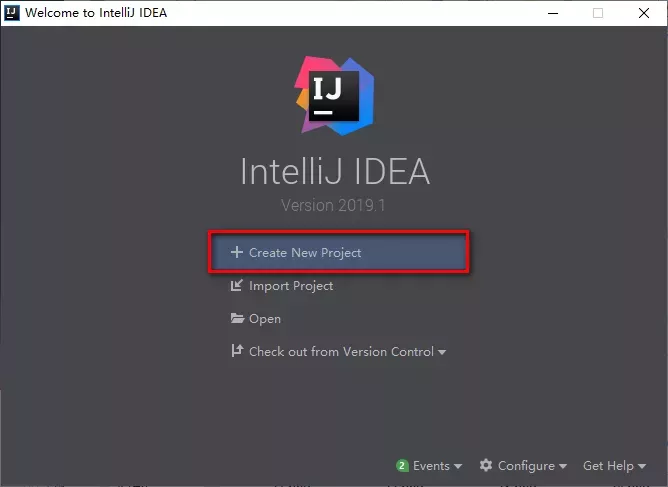 Welcome to IntelliJ IDEA
IJ
IntelliJ IDEA
Version 2019.1
Create New Project
Import Project
Open
Check out from Version Control
2 Events Configure Get Help